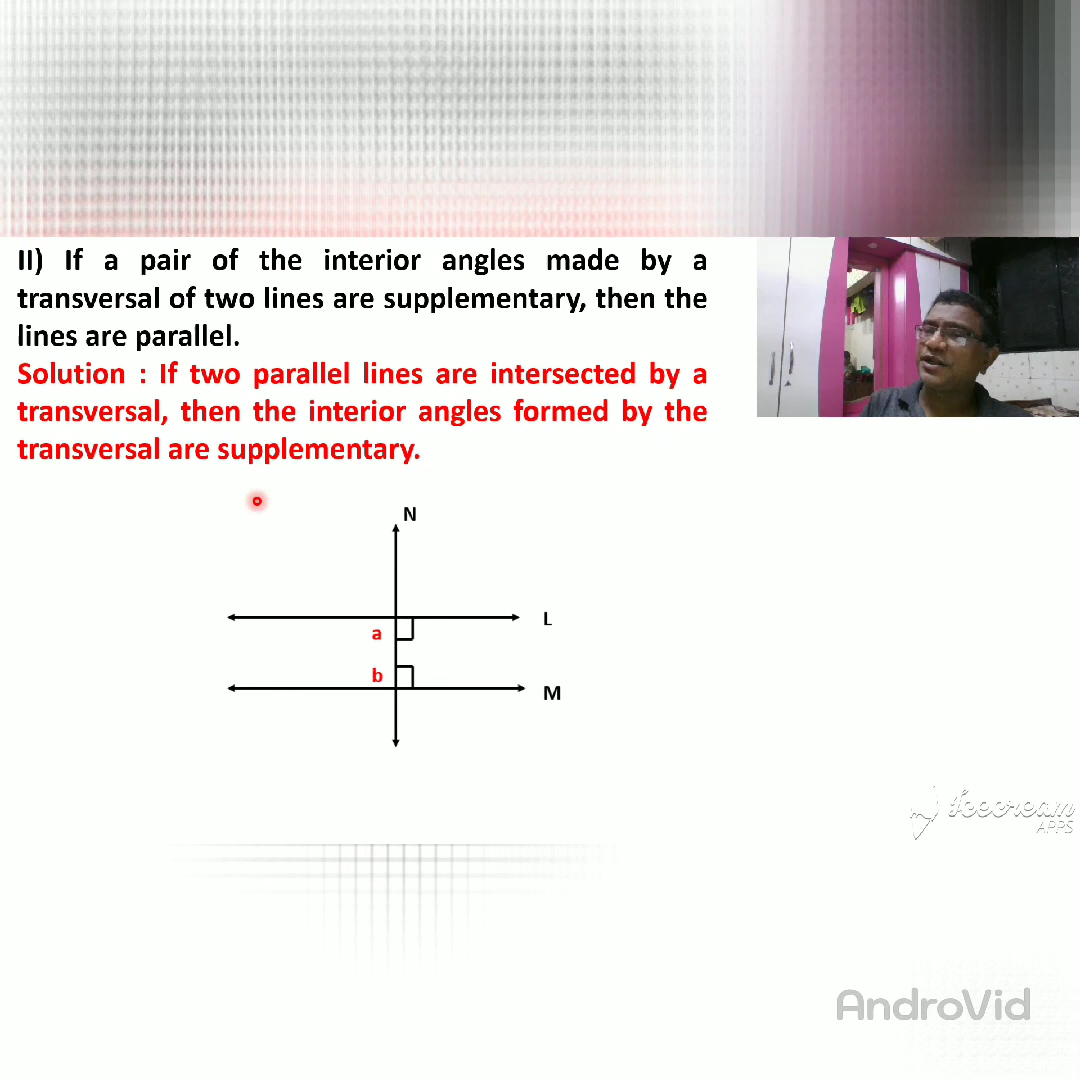 II) If a pair of the interior angles made by a
transversal of two lines are supplementary, then the
lines are parallel.
Solution : If two parallel lines are intersected by a
transversal, then the interior angles formed by the
transversal are supplementary.
N
L
a
b
M
Icecream
APPS
AndroVid